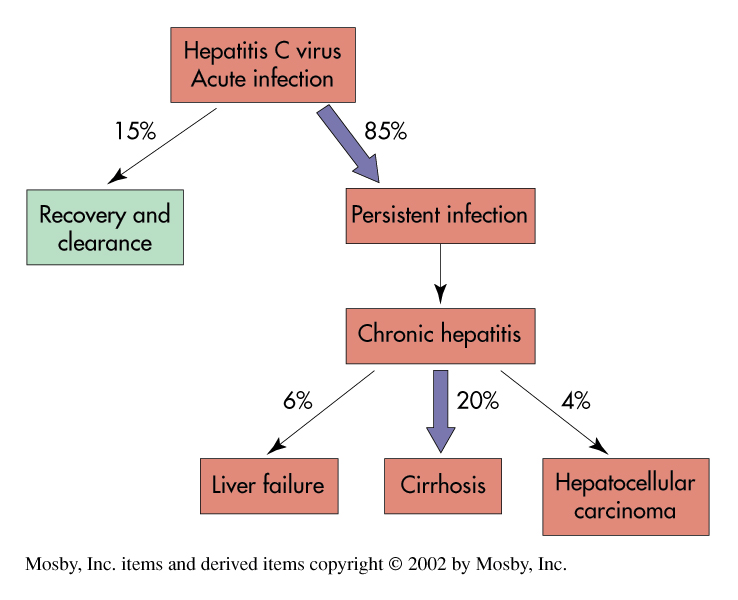 Hepatitis C virus
Acute infection
15%
85%
Recovery and
clearance
Persistent infection
Chronic hepatitis
6%
20%
4%
Liver failure
Cirrhosis
Hepatocellular
carcinoma
Mosby, Inc. items and derived items copyright © 2002 by Mosby, Inc.